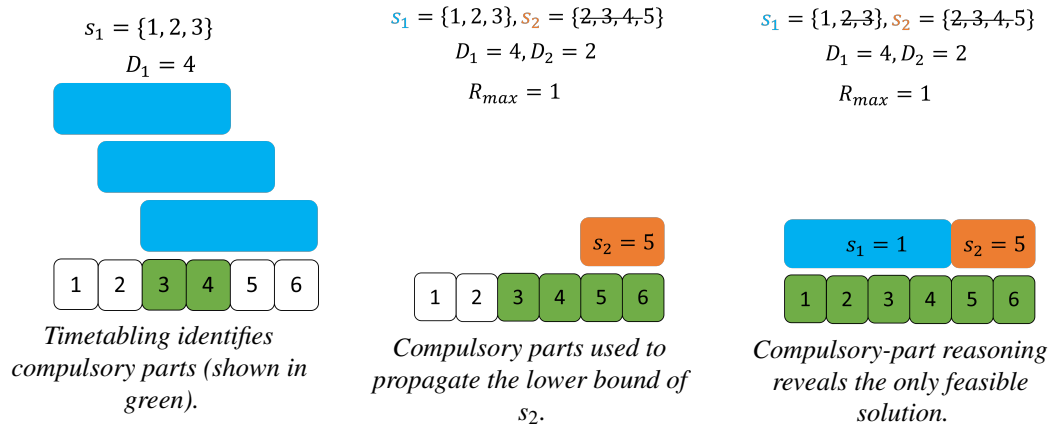 s₁ = {1, 2, 3}
D₁ = 4
1 2 3 4 5 6
Timetabling identifies
compulsory parts (shown in
green).
s₁ = {1, 2, 3}, s₂ = {2, 3, 4, 5}
D₁ = 4, D₂ = 2
Rₘₐₓ = 1
s₂ = 5
1 2 3 4 5 6
Compulsory parts used to
propagate the lower bound of
s₂.
s₁ = {1, 2, 3}, s₂ = {2, 3, 4, 5}
D₁ = 4, D₂ = 2
Rₘₐₓ = 1
s₁ = 1 s₂ = 5
1 2 3 4 5 6
Compulsory-part reasoning
reveals the only feasible
solution.